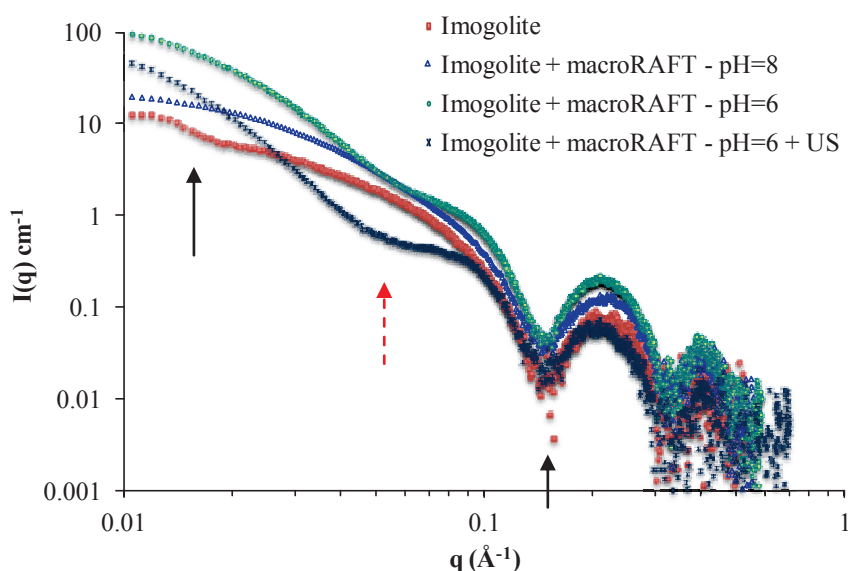 Imogolite
Imogolite + macroRAFT - pH=8
Imogolite + macroRAFT - pH=6
Imogolite + macroRAFT - pH=6 + US
100
10
1
0.1
0.01
0.001
I(q) cm-1
0.01
0.1
1
q (Å-1)